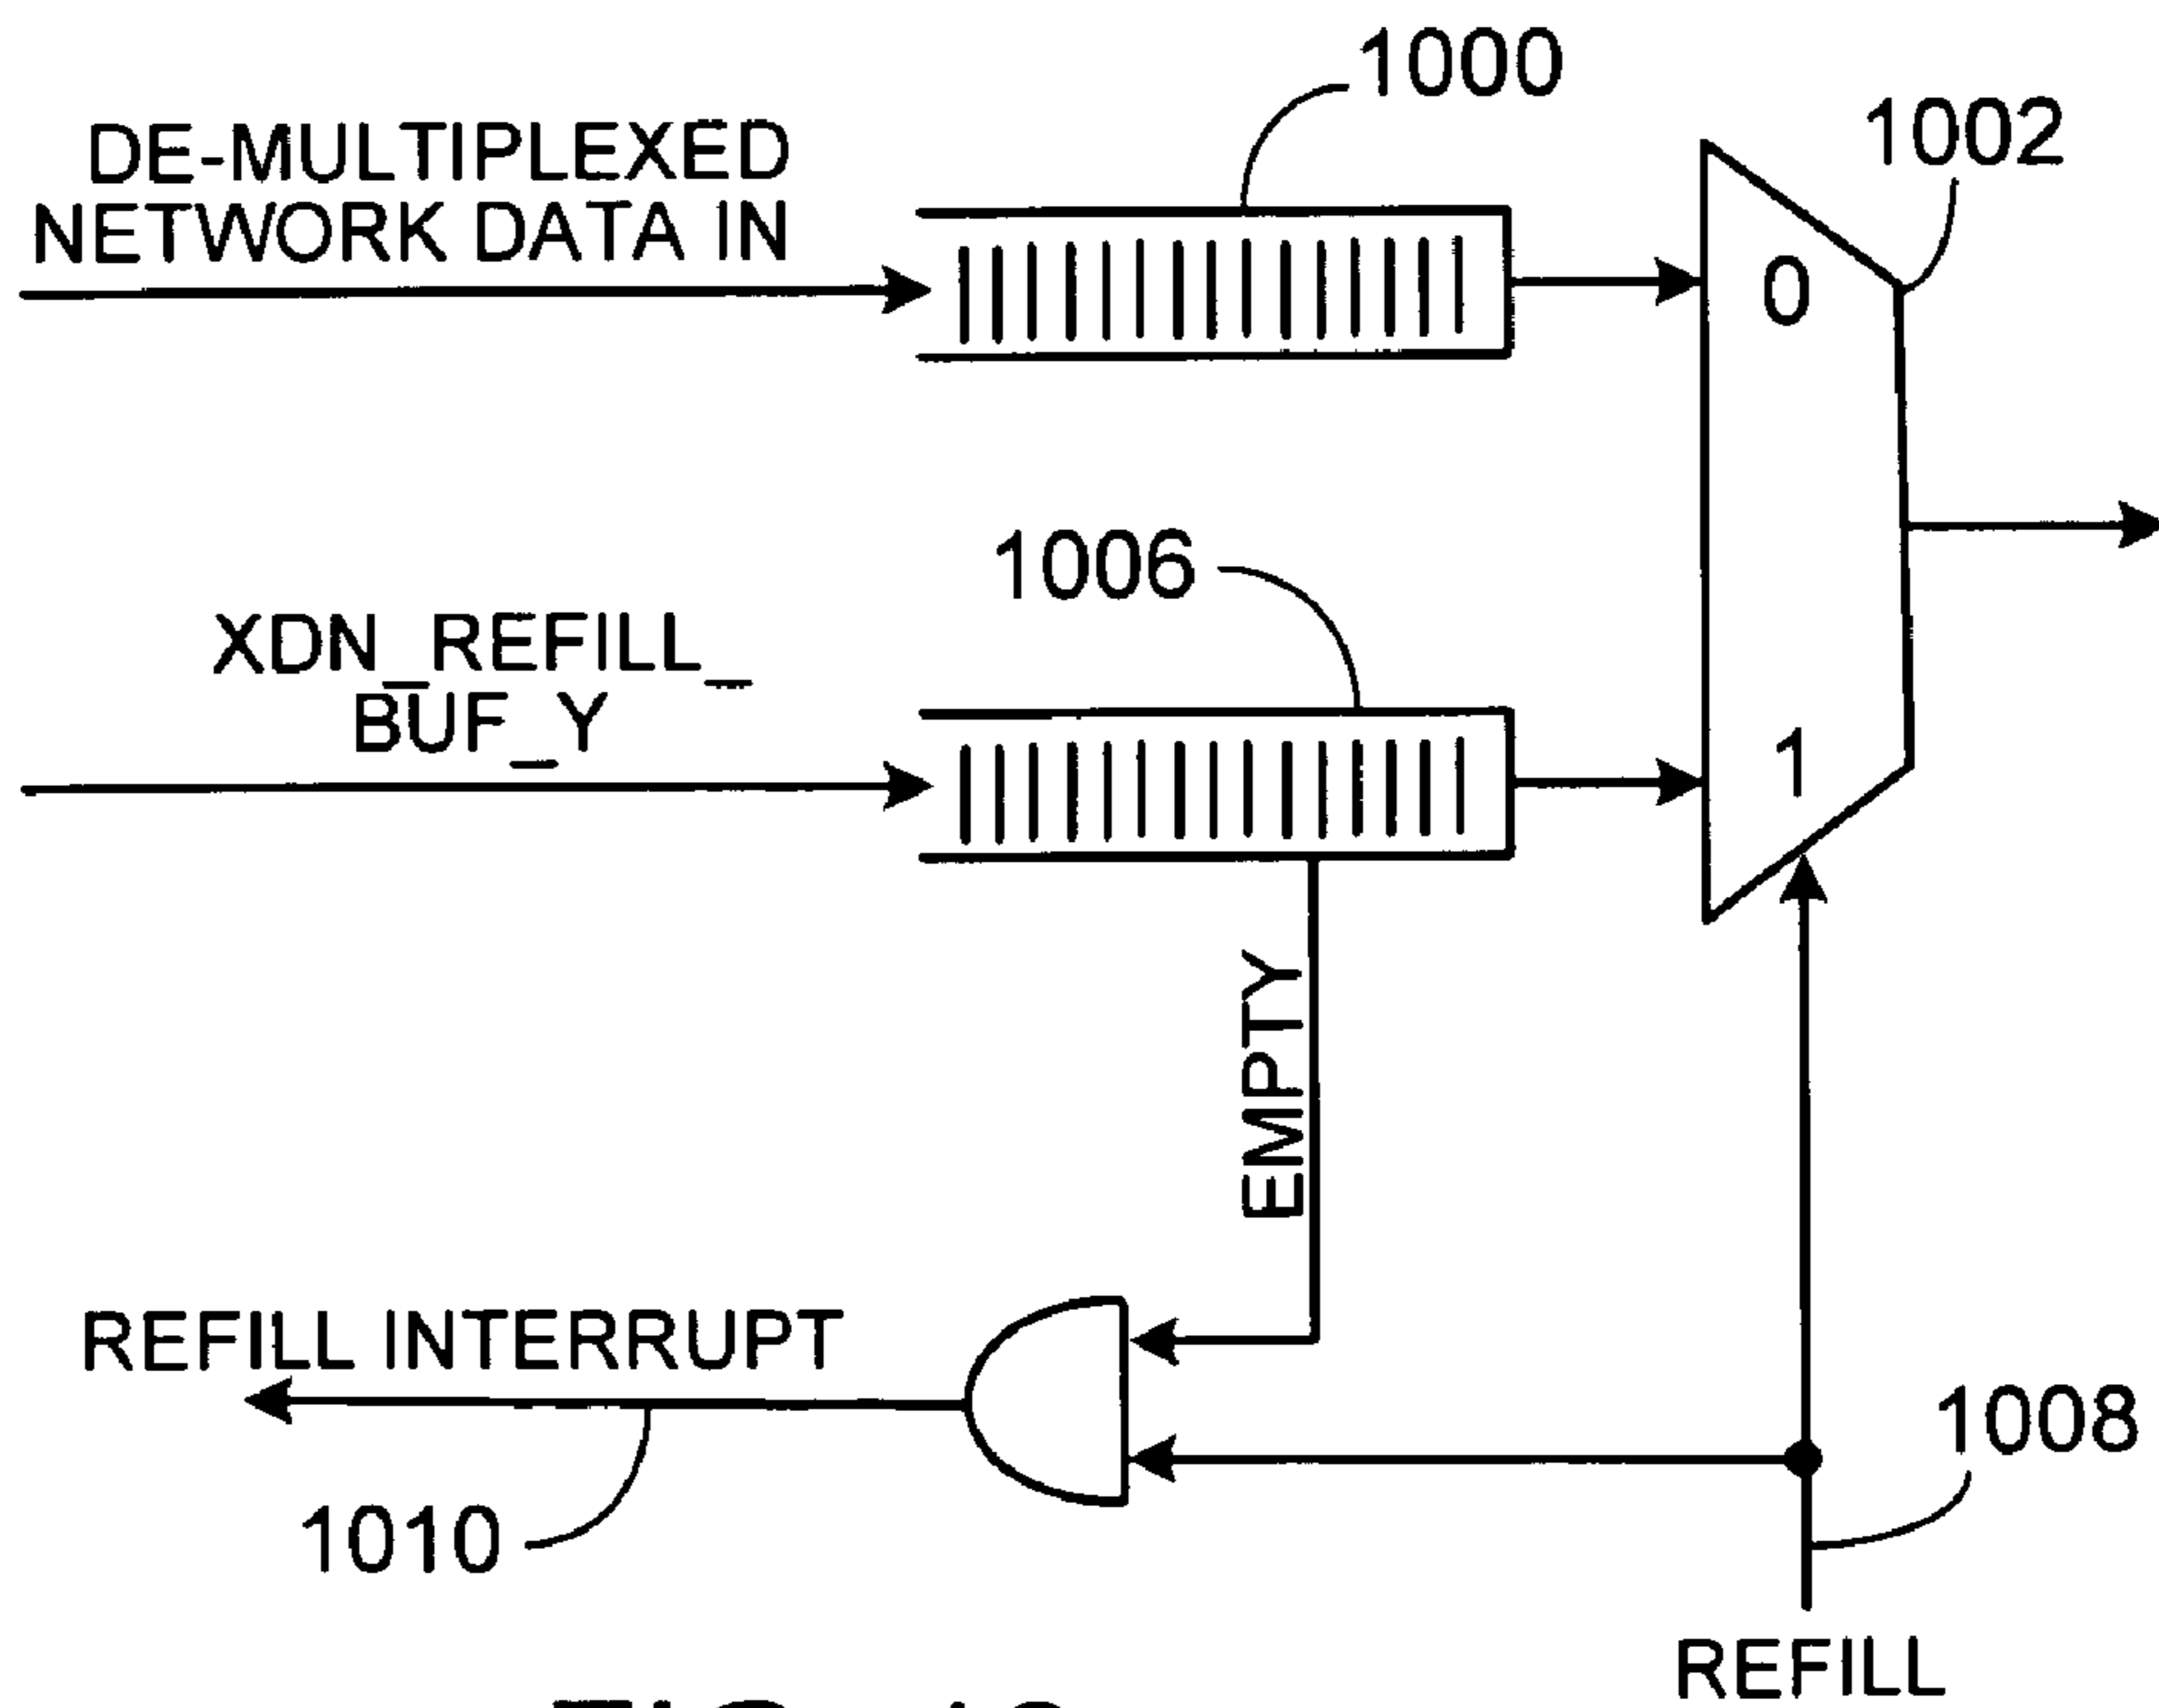 1000
1002
DE-MULTIPLEXED
NETWORK DATA IN
0
1006
XDN_REFILL_
BUF_Y
1
EMPTY
REFILL INTERRUPT
1008
1010
REFILL